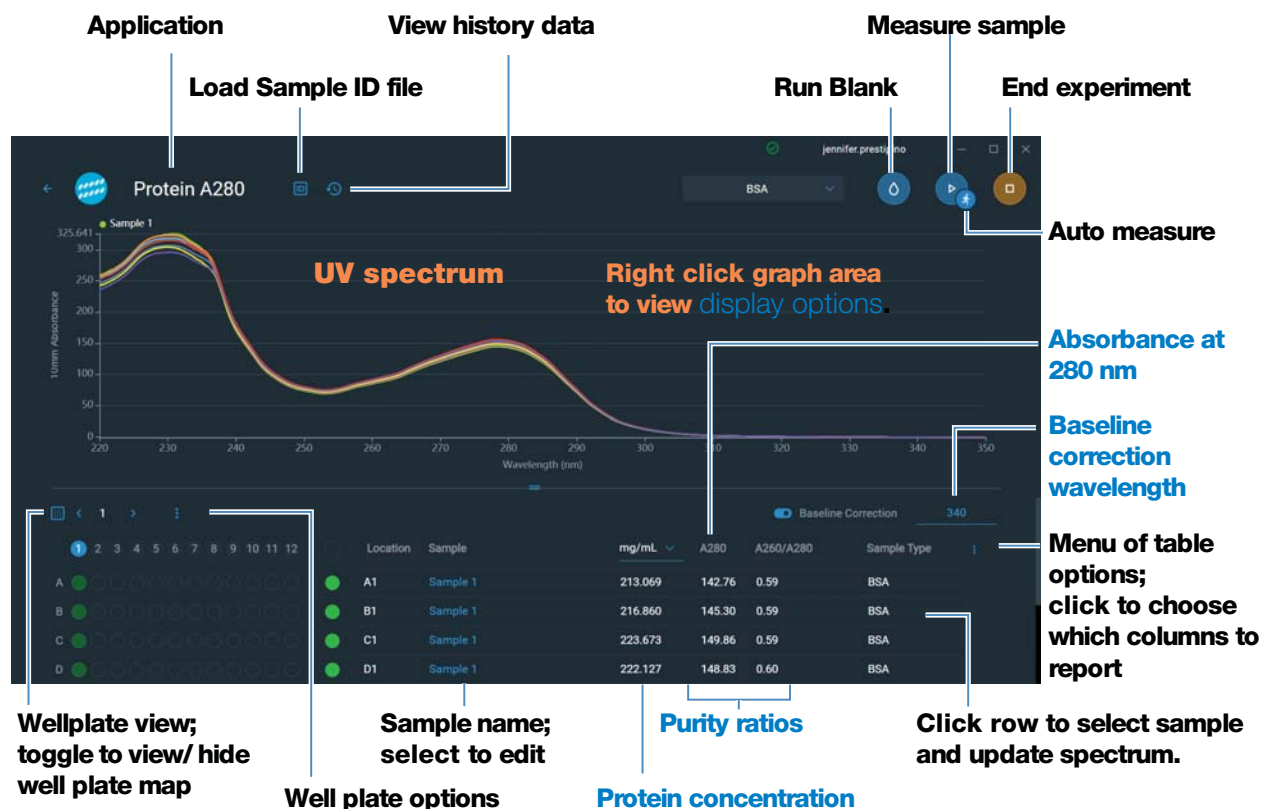 Application
View history data
Measure sample
Load Sample ID file
Run Blank
End experiment
jennifer.prestipino
Protein A280
ID
BSA
Auto measure
Sample 1
325.641
300
250
200
150
100
50
0
10mm Absorbance
UV spectrum
Right click graph area
to view display options.
220 230 240 250 260 270 280 290 300 310 320 330 340 350
Wavelength (nm)
Absorbance at
280 nm
Baseline
correction
wavelength
1
Baseline Correction 340
1 2 3 4 5 6 7 8 9 10 11 12
Location Sample mg/mL A280 A260/A280 Sample Type
A A1 Sample 1 213.069 142.76 0.59 BSA
B B1 Sample 1 216.860 145.30 0.59 BSA
C C1 Sample 1 223.673 149.86 0.59 BSA
D D1 Sample 1 222.127 148.83 0.60 BSA
Menu of table
options;
click to choose
which columns to
report
Wellplate view;
toggle to view/ hide
well plate map
Sample name;
select to edit
Purity ratios
Click row to select sample
and update spectrum.
Well plate options
Protein concentration